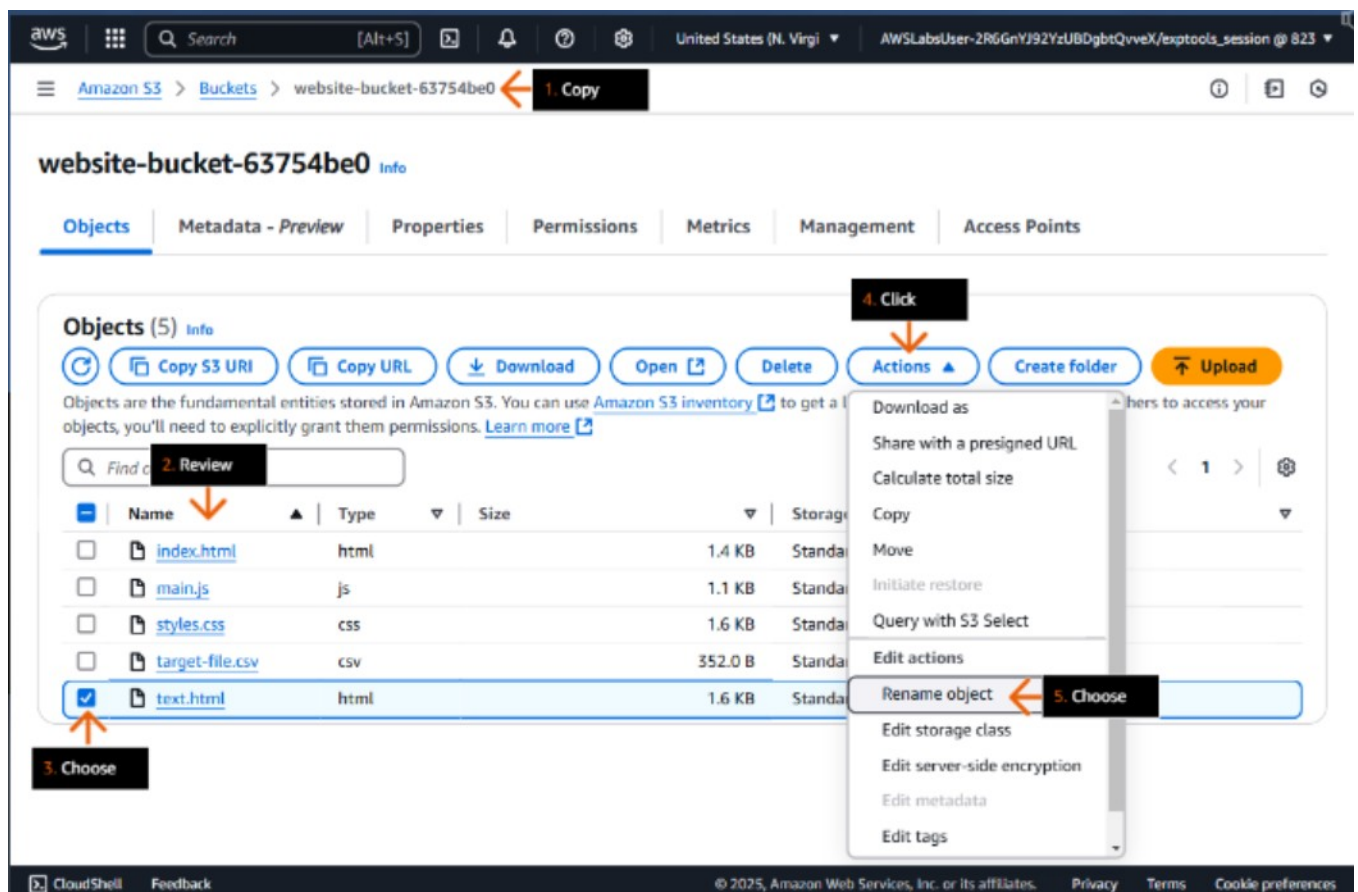 aws Search [Alt+S] United States (N. Virgi AWSLabsUser-2R6GnYJ92YzUBDgbtQvveX/exptools_session @ 823
Amazon S3 > Buckets > website-bucket-63754be0 1. Copy
website-bucket-63754be0 Info
Objects Metadata - Preview Properties Permissions Metrics Management Access Points
4. Click
Objects (5) Info
Copy S3 URI Copy URL Download Open Delete Actions Create folder Upload
Objects are the fundamental entities stored in Amazon S3. You can use Amazon S3 inventory to get a l
hers to access your
objects, you'll need to explicitly grant them permissions. Learn more
Find 2. Review
1
Name Type Size Storag
index.html html 1.4 KB Standa
main.js js 1.1 KB Standa
styles.css css 1.6 KB Standa
target-file.csv csv 352.0 B Standa
text.html html 1.6 KB Standa
3. Choose
Download as
Share with a presigned URL
Calculate total size
Copy
Move
Initiate restore
Query with S3 Select
Edit actions
Rename object 5. Choose
Edit storage class
Edit server-side encryption
Edit metadata
Edit tags
CloudShell Feedback © 2025, Amazon Web Services, Inc. or its affiliates. Privacy Terms Cookie preferences